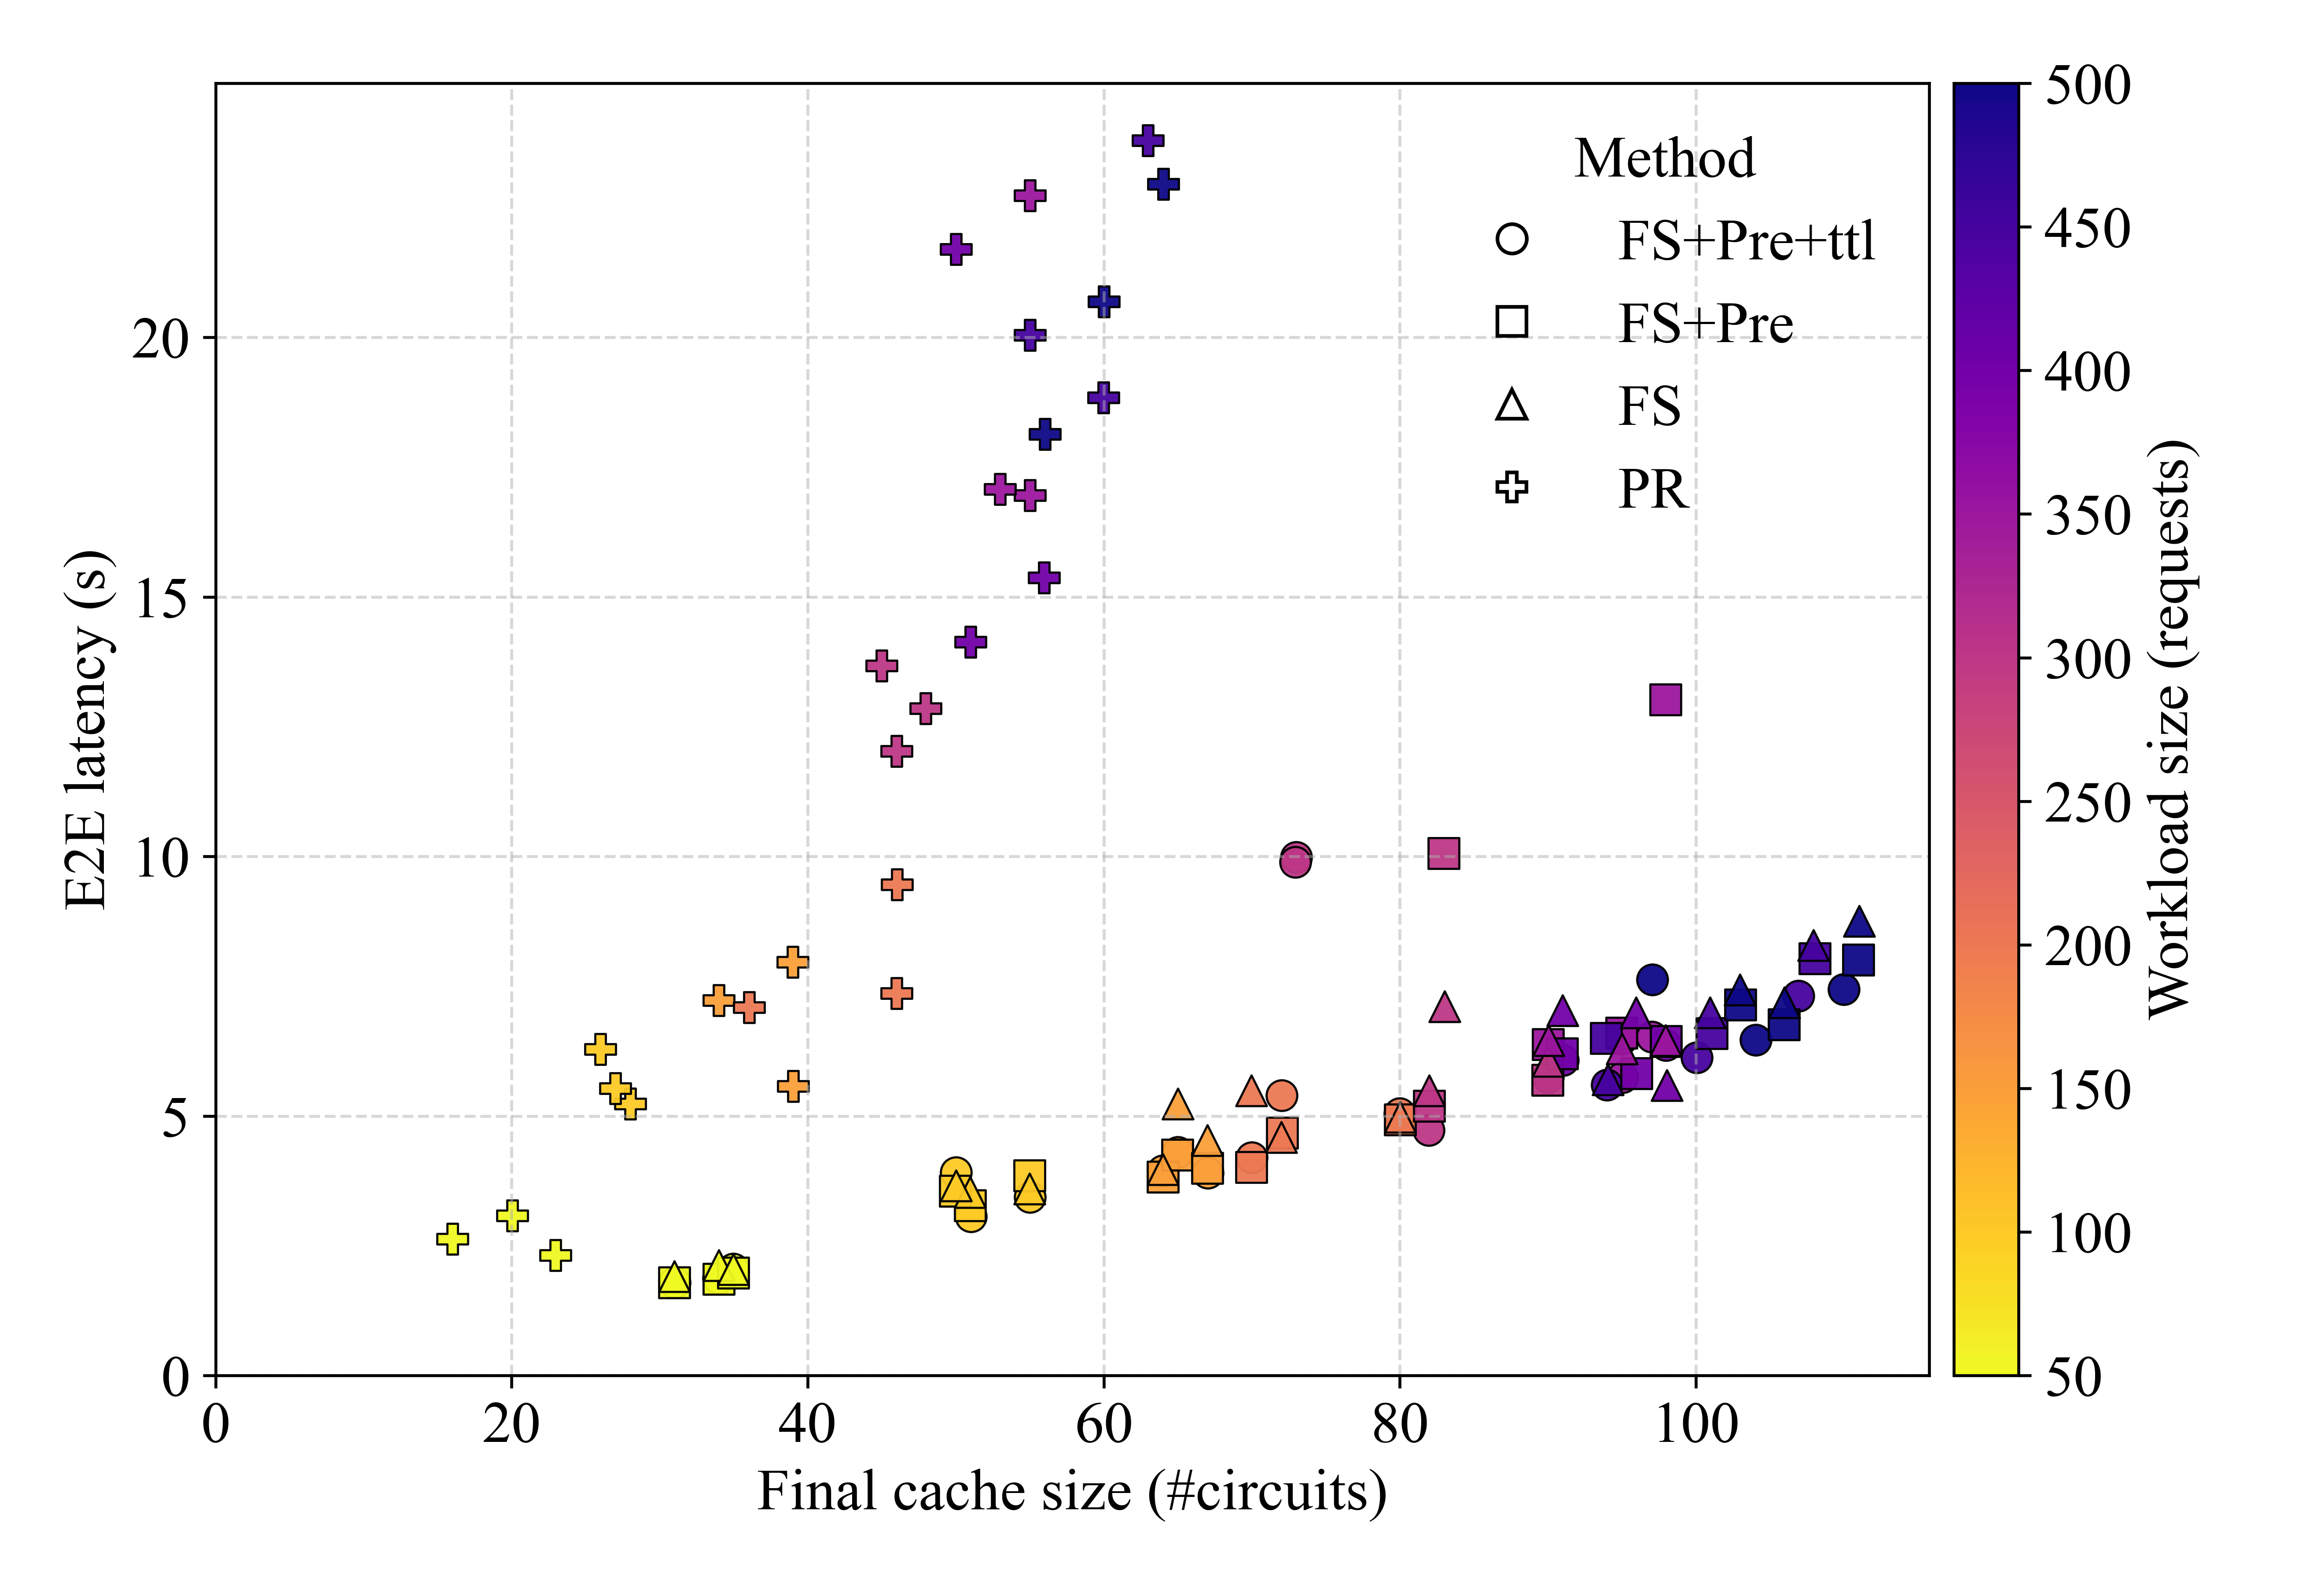 Method
FS+Pre+ttl
FS+Pre
FS
PR
E2E latency (s)
20
15
10
5
0
0 20 40 60 80 100
Final cache size (#circuits)
500
450
400
350
300
250
200
150
100
50
Workload size (requests)